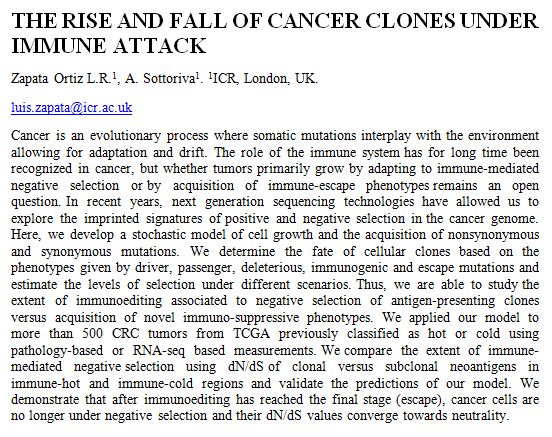 THE RISE AND FALL OF CANCER CLONES UNDER
IMMUNE ATTACK
Zapata Ortiz L.R.¹, A. Sottoriva¹. ¹ICR, London, UK.
luis.zapata@icr.ac.uk
Cancer is an evolutionary process where somatic mutations interplay with the environment
allowing for adaptation and drift. The role of the immune system has for long time been
recognized in cancer, but whether tumors primarily grow by adapting to immune-mediated
negative selection or by acquisition of immune-escape phenotypes remains an open
question. In recent years, next generation sequencing technologies have allowed us to
explore the imprinted signatures of positive and negative selection in the cancer genome.
Here, we develop a stochastic model of cell growth and the acquisition of nonsynonymous
and synonymous mutations. We determine the fate of cellular clones based on the
phenotypes given by driver, passenger, deleterious, immunogenic and escape mutations and
estimate the levels of selection under different scenarios. Thus, we are able to study the
extent of immunoediting associated to negative selection of antigen-presenting clones
versus acquisition of novel immuno-suppressive phenotypes. We applied our model to
more than 500 CRC tumors from TCGA previously classified as hot or cold using
pathology-based or RNA-seq based measurements. We compare the extent of immune-
mediated negative selection using dN/dS of clonal versus subclonal neoantigens in
immune-hot and immune-cold regions and validate the predictions of our model. We
demonstrate that after immunoediting has reached the final stage (escape), cancer cells are
no longer under negative selection and their dN/dS values converge towards neutrality.